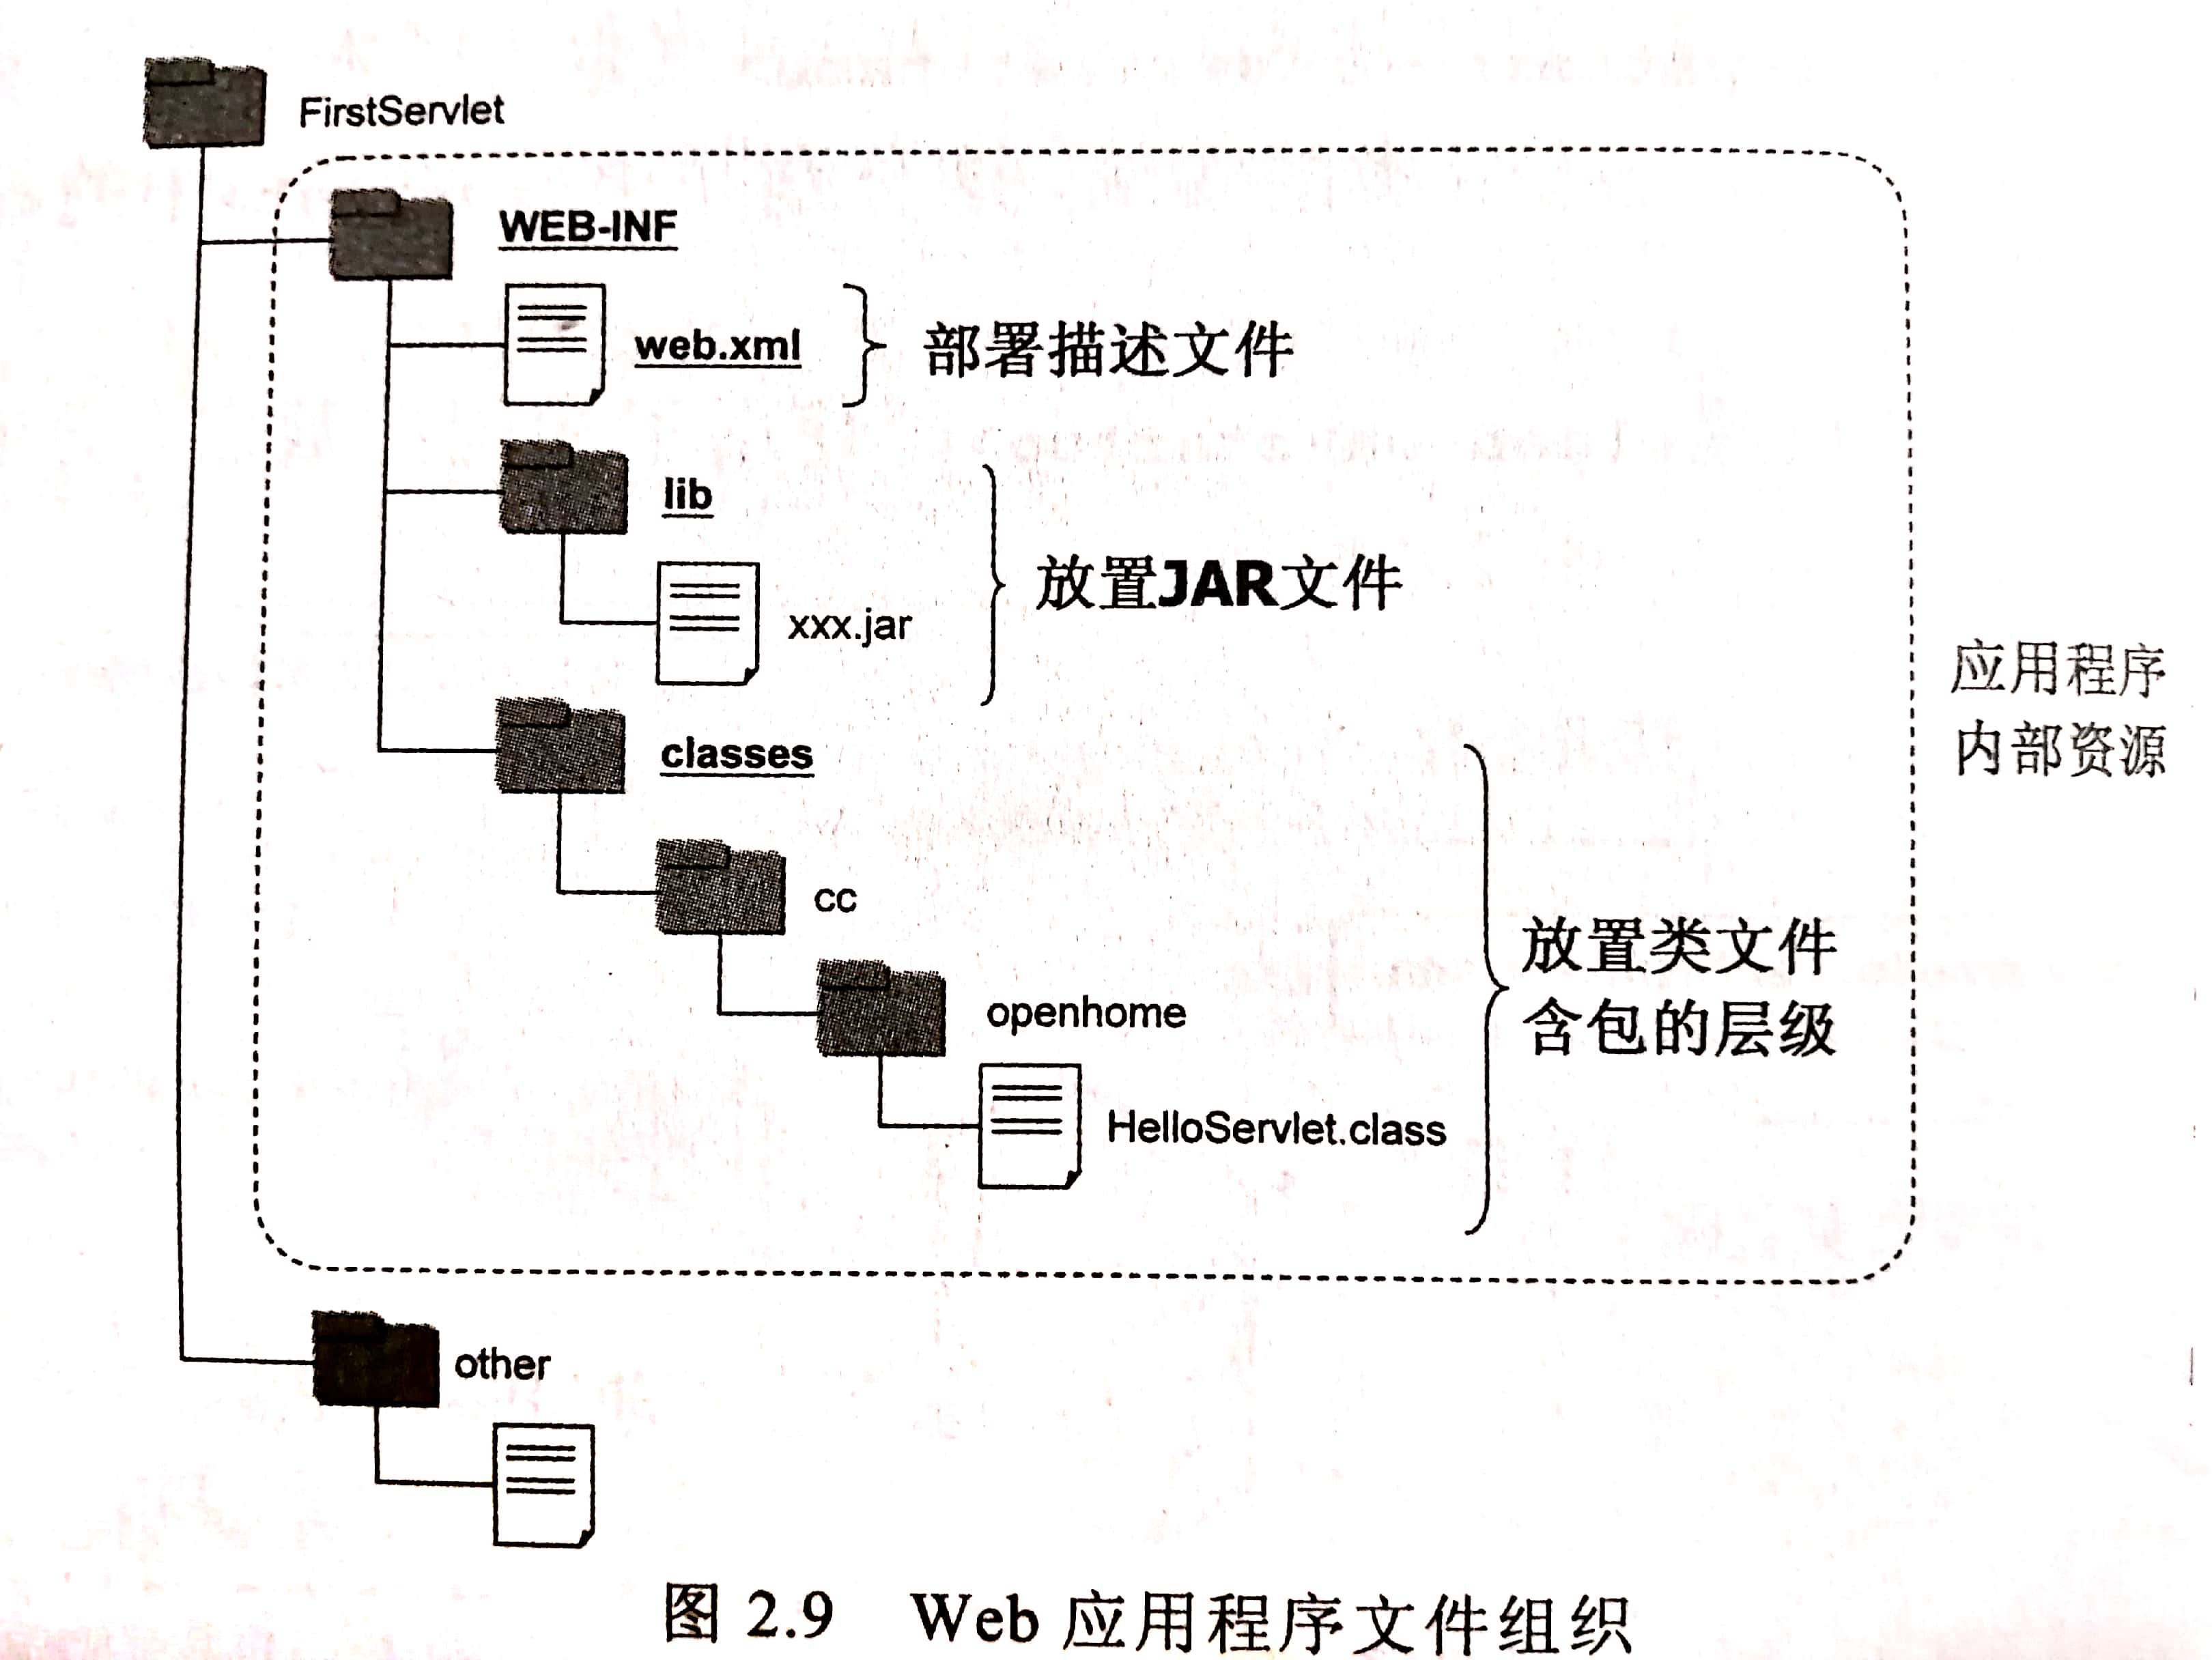 FirstServlet
WEB-INF
web.xml
部署描述文件
lib
xxx.jar
放置JAR文件
classes
cc
openhome
HelloServlet.class
放置类文件
含包的层级
应用程序
内部资源
other
图 2.9 Web 应用程序文件组织